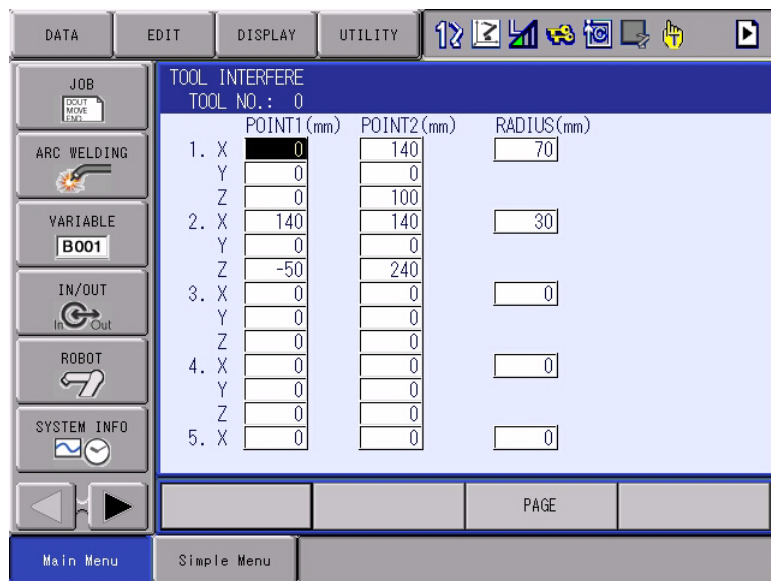 DATA EDIT DISPLAY UTILITY
JOB
DOUT
MOVE
END
ARC WELDING
VARIABLE
B001
IN/OUT
In Out
ROBOT
SYSTEM INFO
TOOL INTERFERE
TOOL NO.: 0
POINT1(mm) POINT2(mm) RADIUS(mm)
1. X 0 140 70
Y 0 0
Z 0 100
2. X 140 140 30
Y 0 0
Z -50 240
3. X 0 0 0
Y 0 0
Z 0 0
4. X 0 0 0
Y 0 0
Z 0 0
5. X 0 0 0
PAGE
Main Menu Simple Menu